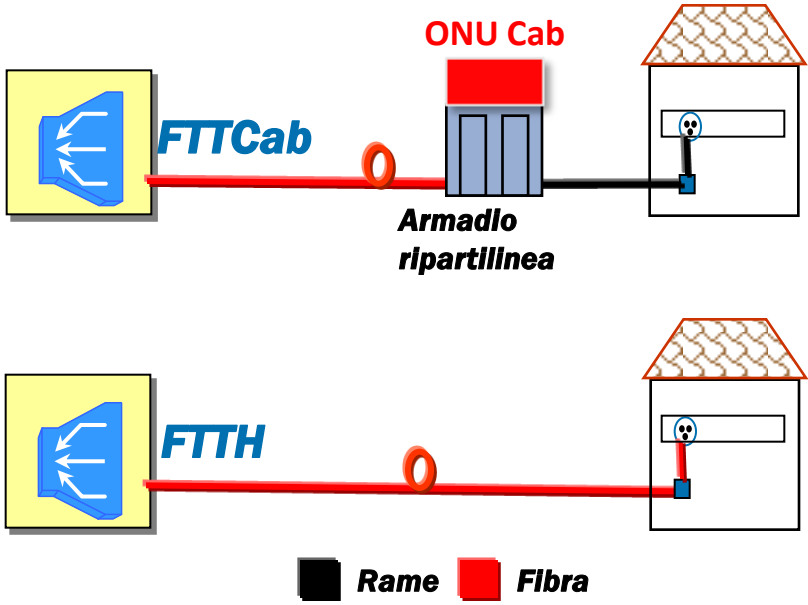 ONU Cab
FTTCab
Armadio
ripartilinea
FTTH
Rame
Fibra